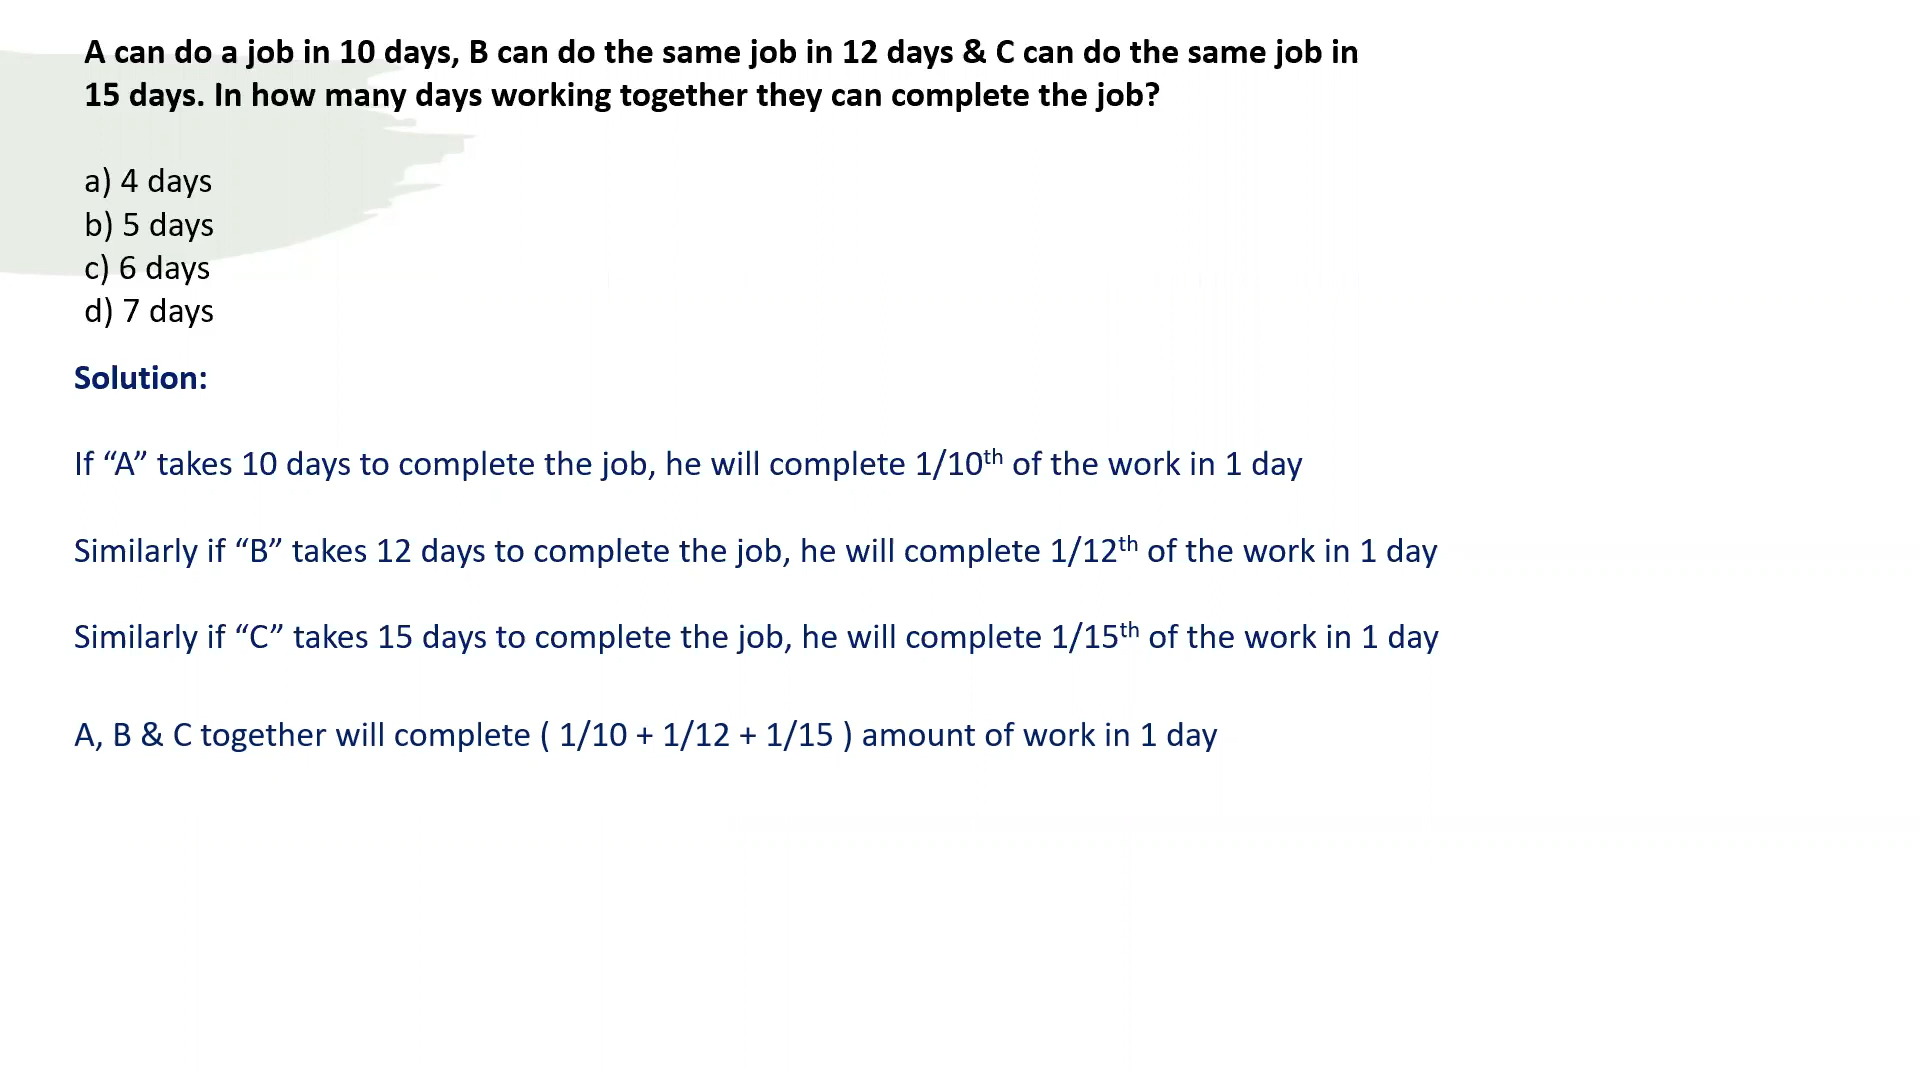 A can do a job in 10 days, B can do the same job in 12 days & C can do the same job in
15 days. In how many days working together they can complete the job?
a) 4 days
b) 5 days
c) 6 days
d) 7 days
Solution:
If “A” takes 10 days to complete the job, he will complete 1/10th of the work in 1 day
Similarly if “B” takes 12 days to complete the job, he will complete 1/12th of the work in 1 day
Similarly if “C” takes 15 days to complete the job, he will complete 1/15th of the work in 1 day
A, B & C together will complete ( 1/10 + 1/12 + 1/15 ) amount of work in 1 day